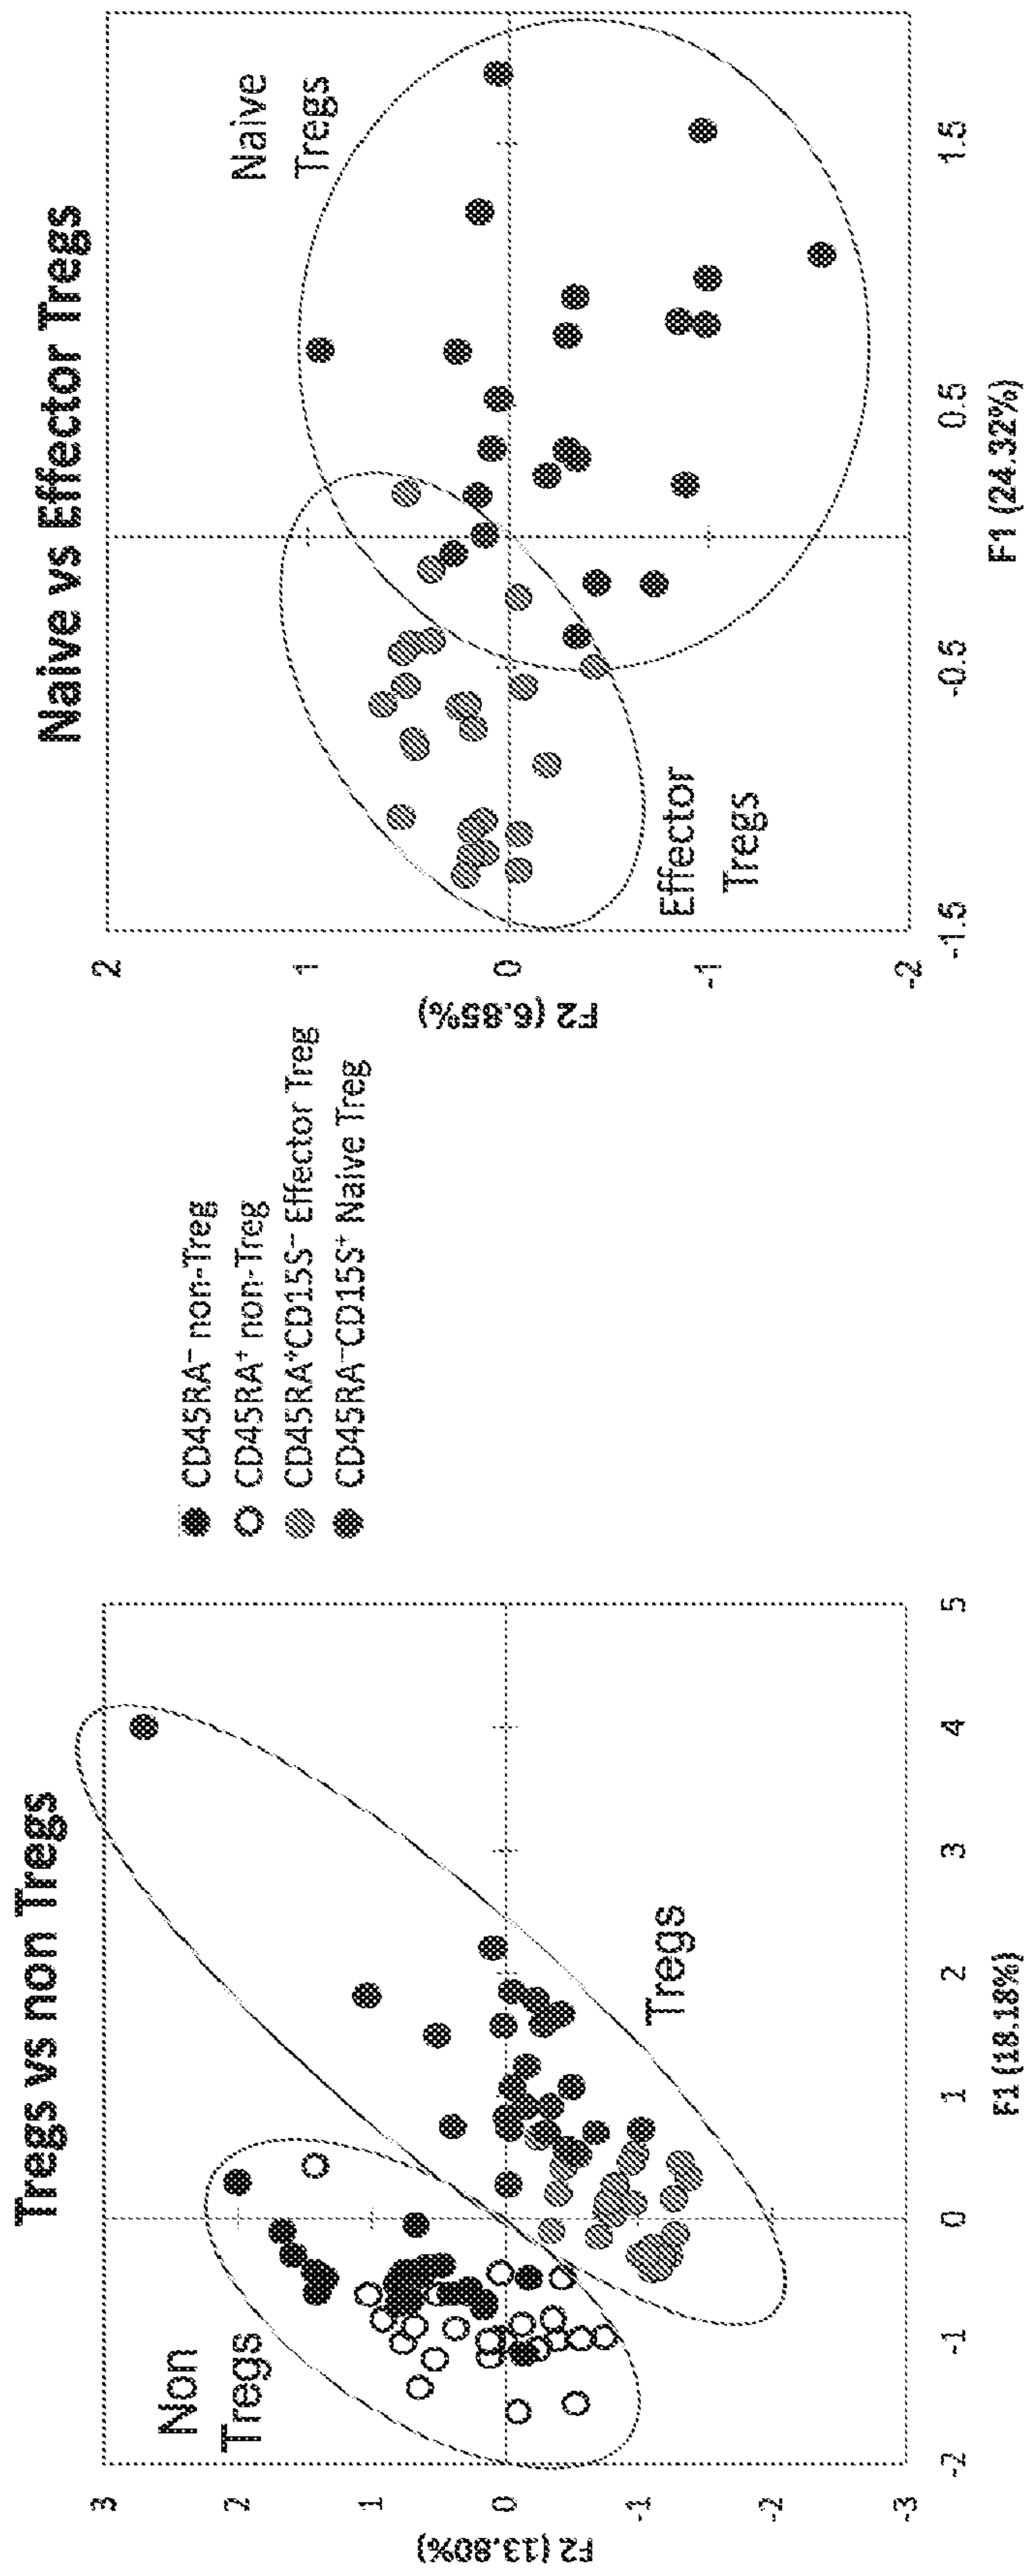 Tregs vs non Tregs
Non
Tregs
Tregs
3
2
1
0
-1
-2
-3
F2 (13.80%)
-2
-1
0
1
2
3
4
5
F1 (18.18%)
CD45RA⁻ non-Treg
CD45RA⁺ non-Treg
CD45RA⁺CD15S⁻ Effector Treg
CD45RA⁻CD15S⁺ Naive Treg
Naive vs Effector Tregs
Naive
Tregs
Effector
Tregs
2
1
0
-1
-2
F2 (6.85%)
-1.5
-0.5
0.5
1.5
F1 (24.32%)